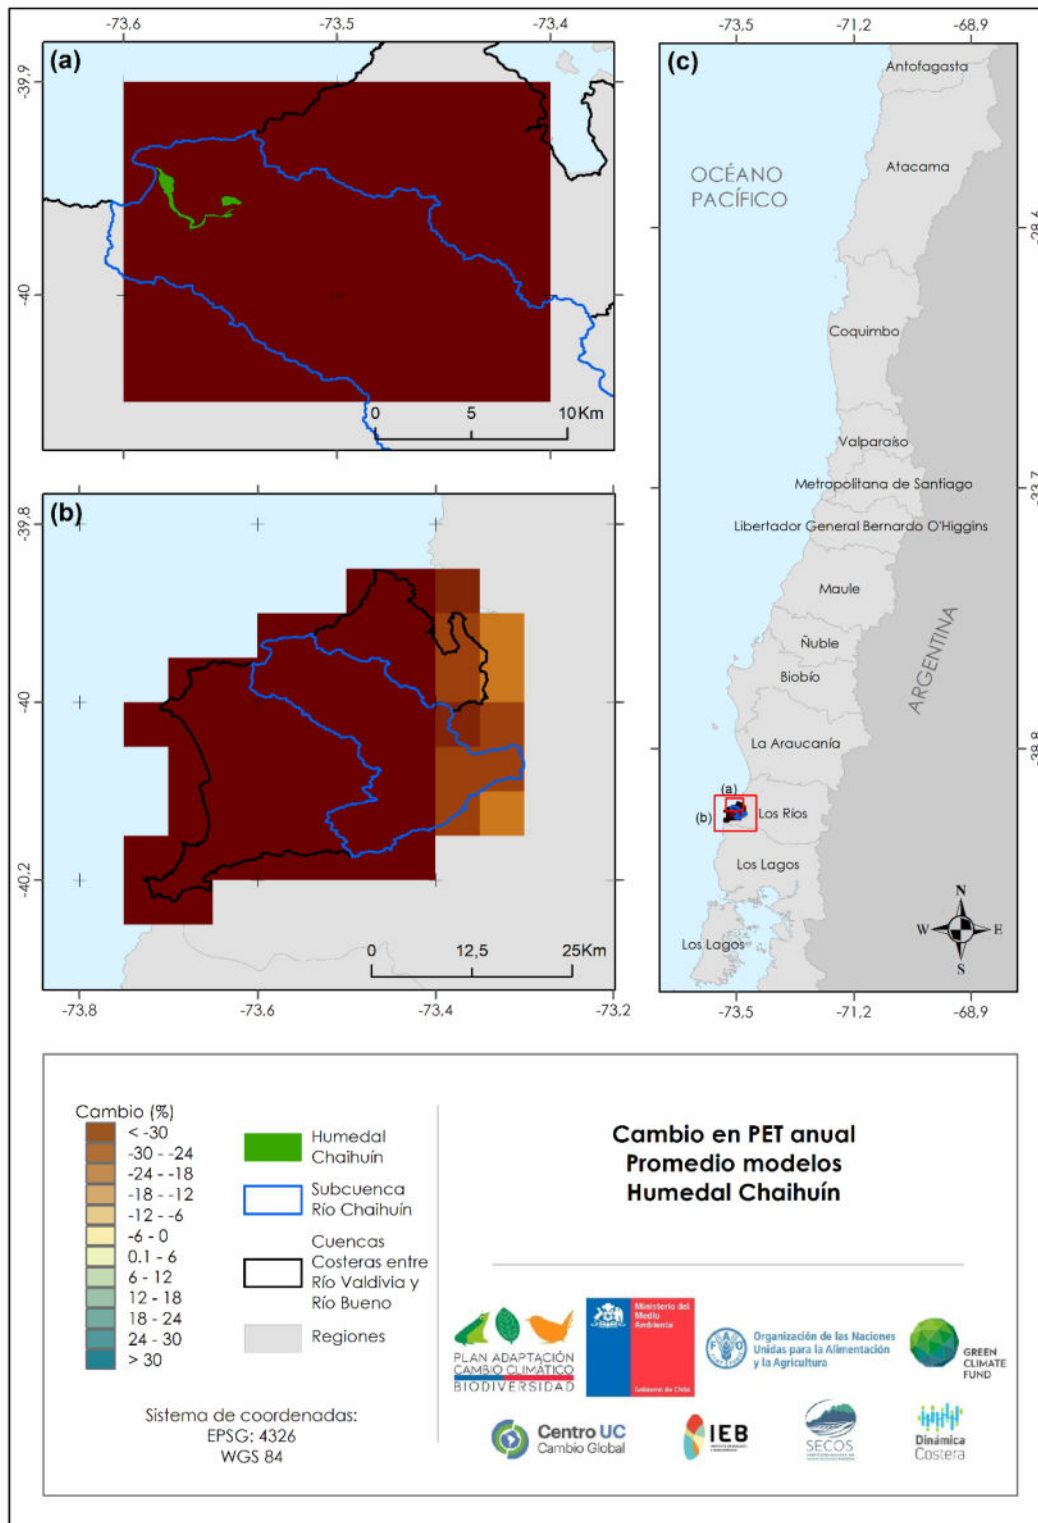 -73,6
-73,5
-73,4
-73,5
-71,2
-68,9
(a)
-39,9
-40
0
5
10Km
(b)
-39,8
-40
-40,2
0
12,5
25Km
-73,8
-73,6
-73,4
-73,2
(c)
Antofagasta
Atacama
OCÉANO
PACÍFICO
Coquimbo
Valparaíso
Metropolitana de Santiago
Libertador General Bernardo O'Higgins
Maule
Ñuble
Biobío
ARGENTINA
La Araucanía
(a)
(b)
Los Ríos
Los Lagos
Los Lagos
N
W
E
S
-73,5
-71,2
-68,9
Cambio (%)
< -30
-30 - -24
-24 - -18
-18 - -12
-12 - -6
-6 - 0
0.1 - 6
6 - 12
12 - 18
18 - 24
24 - 30
> 30
Humedal
Chaihuín
Subcuenca
Río Chaihuín
Cuencas
Costeras entre
Río Valdivia y
Río Bueno
Regiones
Sistema de coordenadas:
EPSG: 4326
WGS 84
Cambio en PET anual
Promedio modelos
Humedal Chaihuín
PLAN ADAPTACIÓN
CAMBIO CLIMÁTICO
BIODIVERSIDAD
Ministerio del
Medio
Ambiente
Gobierno de Chile
Organización de las Naciones
Unidas para la Alimentación
y la Agricultura
GREEN
CLIMATE
FUND
Centro UC
Cambio Global
IEB
SECOS
Dinámica
Costera